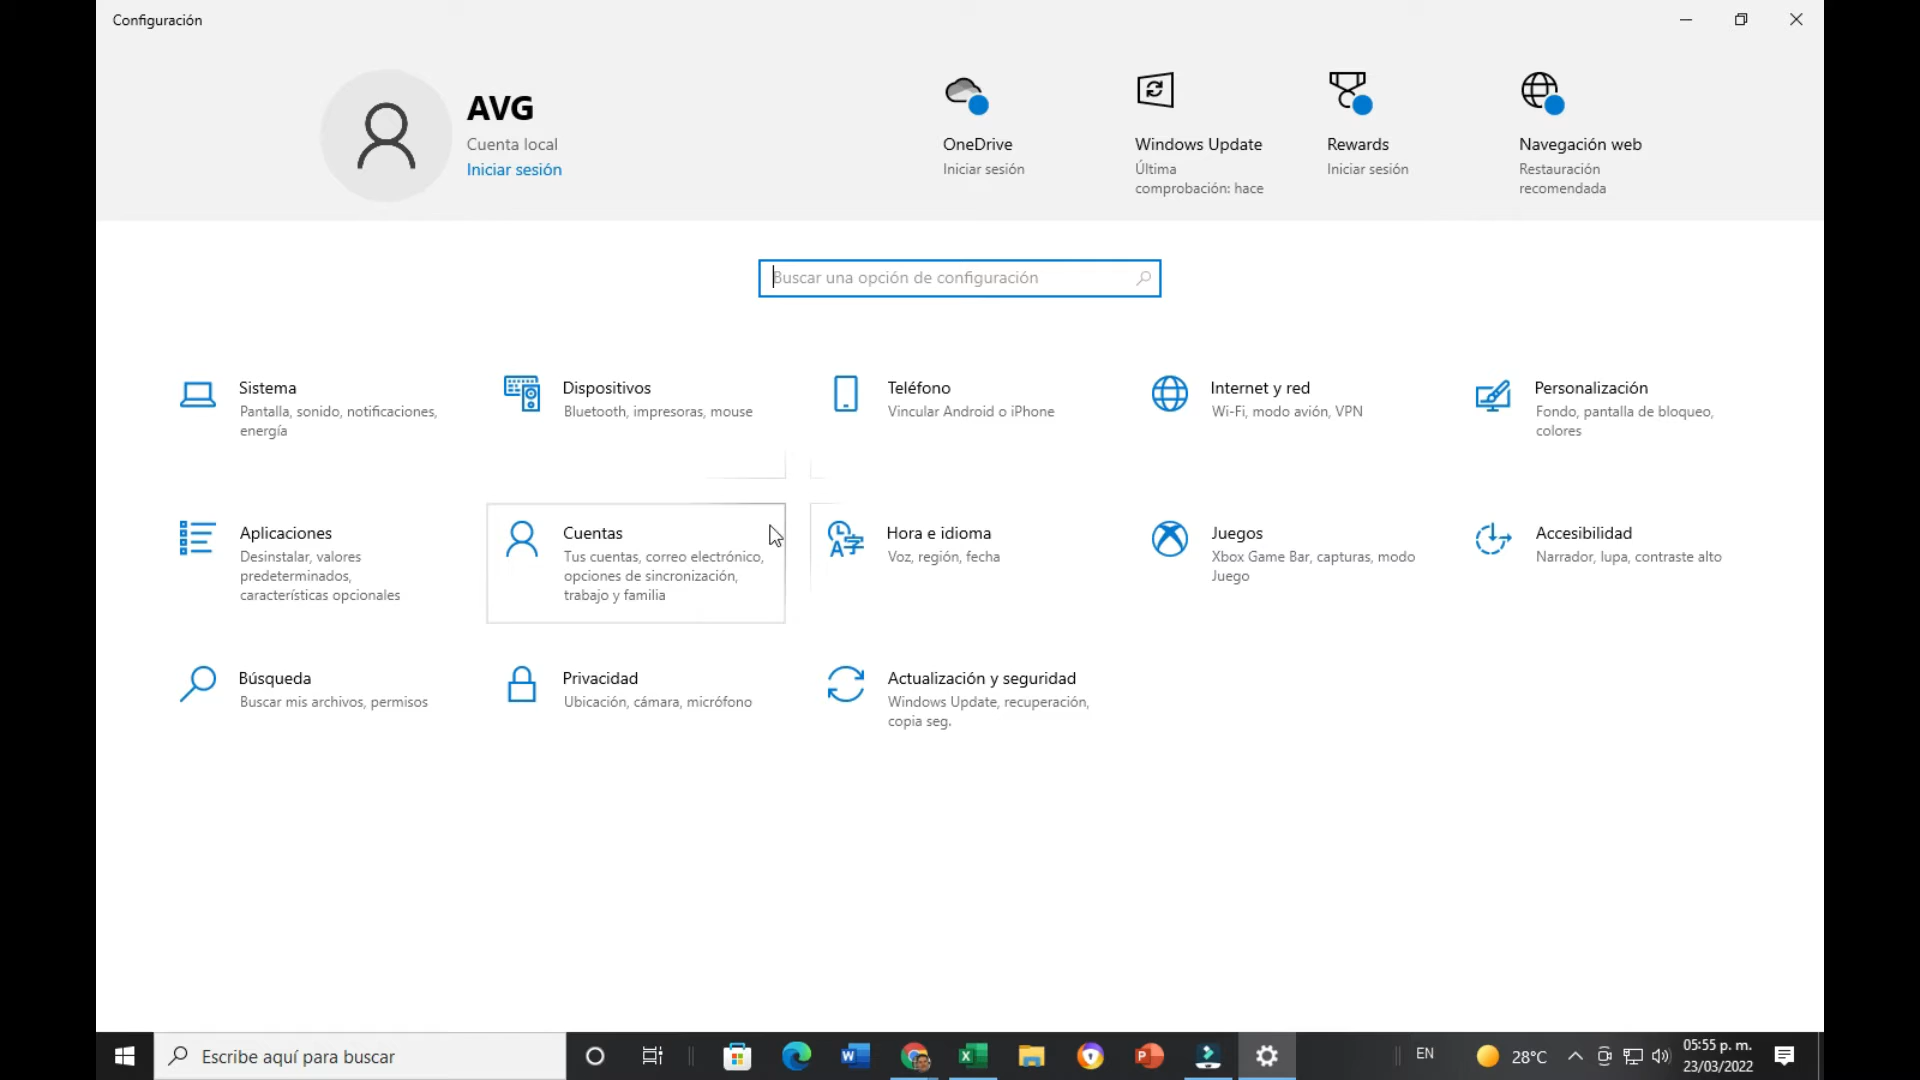 Configuración
AVG
Cuenta local
Iniciar sesión
OneDrive
Iniciar sesión
Windows Update
Última
comprobación: hace
Rewards
Iniciar sesión
Navegación web
Restauración
recomendada
Buscar una opción de configuración
Sistema
Pantalla, sonido, notificaciones,
energía
Dispositivos
Bluetooth, impresoras, mouse
Teléfono
Vincular Android o iPhone
Internet y red
Wi-Fi, modo avión, VPN
Personalización
Fondo, pantalla de bloqueo,
colores
Aplicaciones
Desinstalar, valores
predeterminados,
características opcionales
Cuentas
Tus cuentas, correo electrónico,
opciones de sincronización,
trabajo y familia
Hora e idioma
Voz, región, fecha
Juegos
Xbox Game Bar, capturas, modo
Juego
Accesibilidad
Narrador, lupa, contraste alto
Búsqueda
Buscar mis archivos, permisos
Privacidad
Ubicación, cámara, micrófono
Actualización y seguridad
Windows Update, recuperación,
copia seg.
Escribe aquí para buscar
EN
28°C
05:55 p. m.
23/03/2022